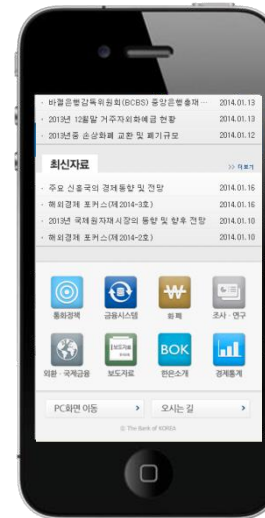 · 바젤은행감독위원회(BCBS) 중앙은행총재··· 2014.01.13
· 2013년 12월말 거주자외화예금 현황 2014.01.13
· 2013년중 손상화폐 교환 및 폐기규모 2014.01.12
최신자료 >> 더보기
· 주요 신흥국의 경제동향 및 전망 2014.01.16
· 해외경제 포커스(제2014-3호) 2014.01.16
· 2013년 국제원자재시장의 동향 및 향후 전망 2014.01.10
· 해외경제 포커스(제2014-2호) 2014.01.10
통화정책 금융시스템 화폐 조사·연구
보도자료
BOK
외환·국제금융 보도자료 한은소개 경제통계
PC화면 이동 > 오시는 길 >
© The Bank of KOREA